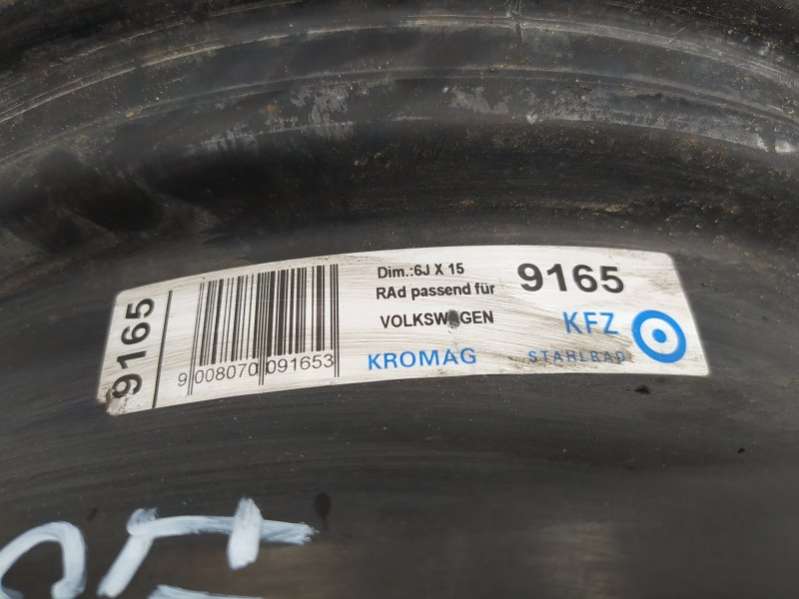 9165
9 008070 091653
Dim.:6J X 15
RAd passend für
VOLKSWAGEN
KROMAG
9165
KFZ
STAHLRAD